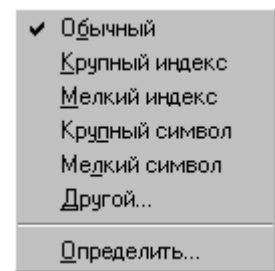 Обычный
Крупный индекс
Мелкий индекс
Крупный символ
Мелкий символ
Другой...
Определить...